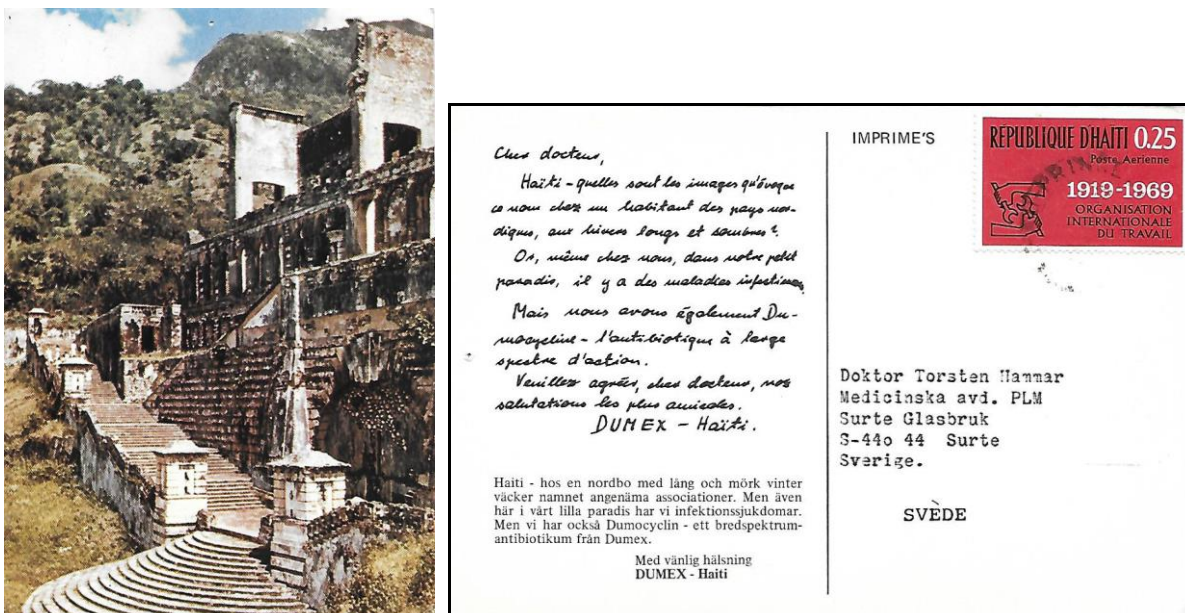 Cher docteur,
Haïti - quelles sont les images qu'évoque
ce nom chez un habitant des pays nor-
diques, aux hivers longs et sombres?
Or, même chez nous, dans notre petit
paradis, il y a des maladies infectieuses.
Mais nous avons également Du-
mocycline - l'antibiotique à large
spectre d'action.
Veuillez agréer, cher docteur, nos
salutations les plus amicales.
DUMEX - Haïti.
Haiti - hos en nordbo med lång och mörk vinter
väcker namnet angenäma associationer. Men även
här i vårt lilla paradis har vi infektionssjukdomar.
Men vi har också Dumocyclin - ett bredspektrum-
antibiotikum från Dumex.
Med vänlig hälsning
DUMEX - Haiti
IMPRIME'S
REPUBLIQUE D'HAÏTI 0.25
Poste Aerienne
1919-1969
ORGANISATION
INTERNATIONALE
DU TRAVAIL
Doktor Torsten Hammar
Medicinska avd. PLM
Surte Glasbruk
S-44o 44 Surte
Sverige.
SVÈDE